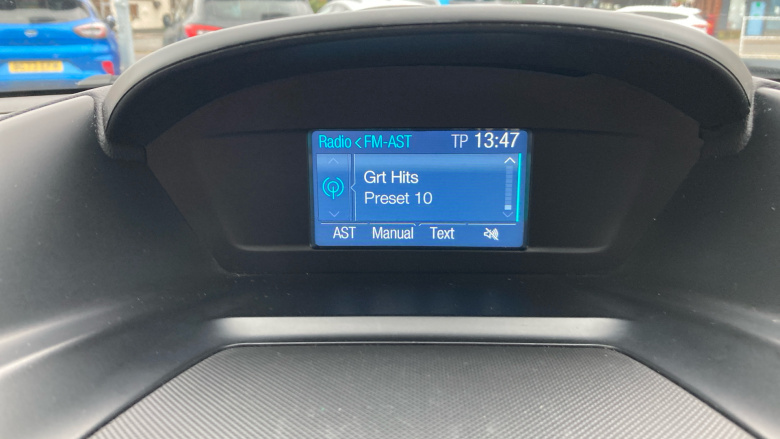 Radio < FM-AST TP 13:47
Grt Hits
Preset 10
AST Manual Text